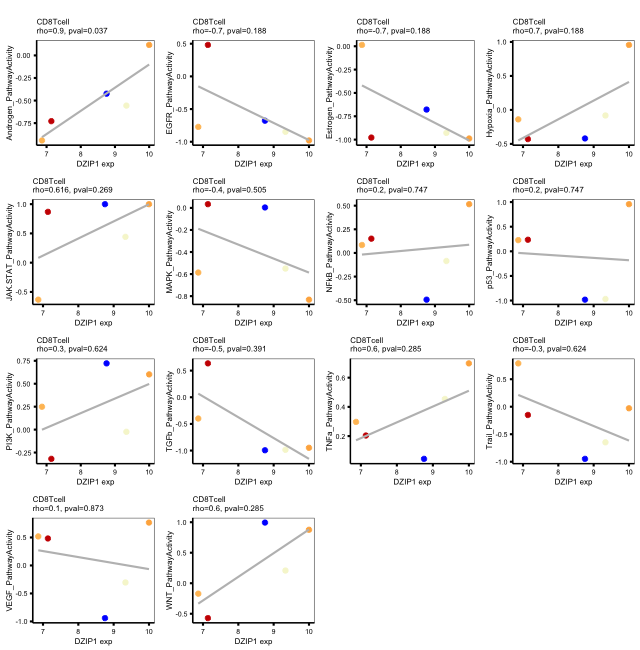 CD8Tcell
rho=0.9, pval=0.037
Androgen_PathwayActivity
0.00
-0.25
-0.50
-0.75
7
8
9
10
DZIP1 exp
CD8Tcell
rho=-0.7, pval=0.188
EGFR_PathwayActivity
0.5
0.0
-0.5
-1.0
7
8
9
10
DZIP1 exp
CD8Tcell
rho=-0.7, pval=0.188
Estrogen_PathwayActivity
0.00
-0.25
-0.50
-0.75
-1.00
7
8
9
10
DZIP1 exp
CD8Tcell
rho=0.7, pval=0.188
Hypoxia_PathwayActivity
1.0
0.5
0.0
-0.5
7
8
9
10
DZIP1 exp
CD8Tcell
rho=0.616, pval=0.269
JAK.STAT_PathwayActivity
1.0
0.5
0.0
-0.5
7
8
9
10
DZIP1 exp
CD8Tcell
rho=-0.4, pval=0.505
MAPK_PathwayActivity
0.0
-0.2
-0.4
-0.6
-0.8
7
8
9
10
DZIP1 exp
CD8Tcell
rho=0.2, pval=0.747
NFkB_PathwayActivity
0.50
0.25
0.00
-0.25
-0.50
7
8
9
10
DZIP1 exp
CD8Tcell
rho=0.2, pval=0.747
p53_PathwayActivity
1.0
0.5
0.0
-0.5
-1.0
7
8
9
10
DZIP1 exp
CD8Tcell
rho=0.3, pval=0.624
PI3K_PathwayActivity
0.75
0.50
0.25
0.00
-0.25
7
8
9
10
DZIP1 exp
CD8Tcell
rho=-0.5, pval=0.391
TGFb_PathwayActivity
0.5
0.0
-0.5
-1.0
7
8
9
10
DZIP1 exp
CD8Tcell
rho=0.6, pval=0.285
TNFa_PathwayActivity
0.6
0.4
0.2
7
8
9
10
DZIP1 exp
CD8Tcell
rho=-0.3, pval=0.624
Trail_PathwayActivity
0.5
0.0
-0.5
-1.0
7
8
9
10
DZIP1 exp
CD8Tcell
rho=0.1, pval=0.873
VEGF_PathwayActivity
0.5
0.0
-0.5
-1.0
7
8
9
10
DZIP1 exp
CD8Tcell
rho=0.6, pval=0.285
WNT_PathwayActivity
1.0
0.5
0.0
-0.5
7
8
9
10
DZIP1 exp